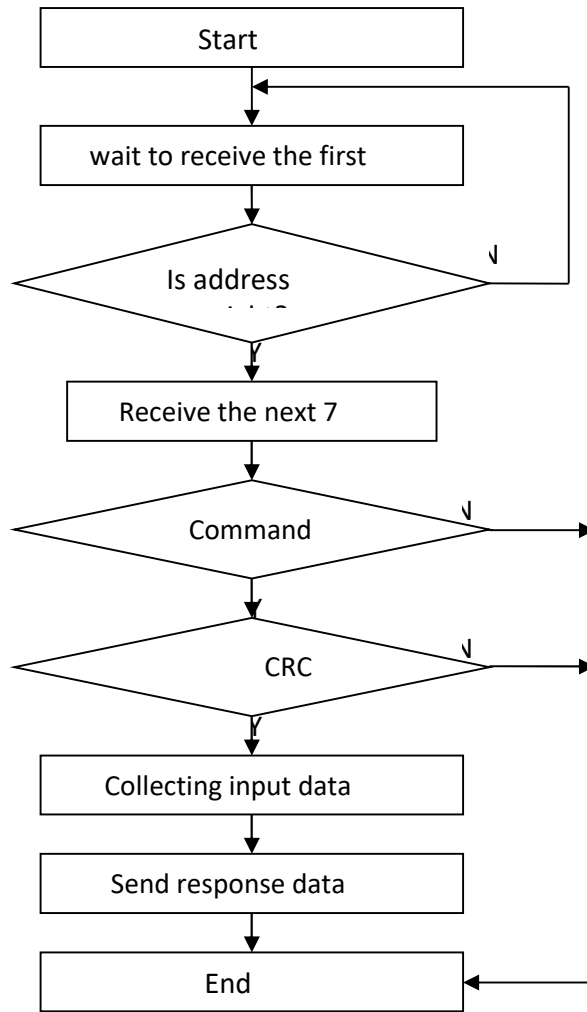 Start
wait to receive the first
N
Is address
Y
Receive the next 7
Command
N
Y
CRC
N
Y
Collecting input data
Send response data
End